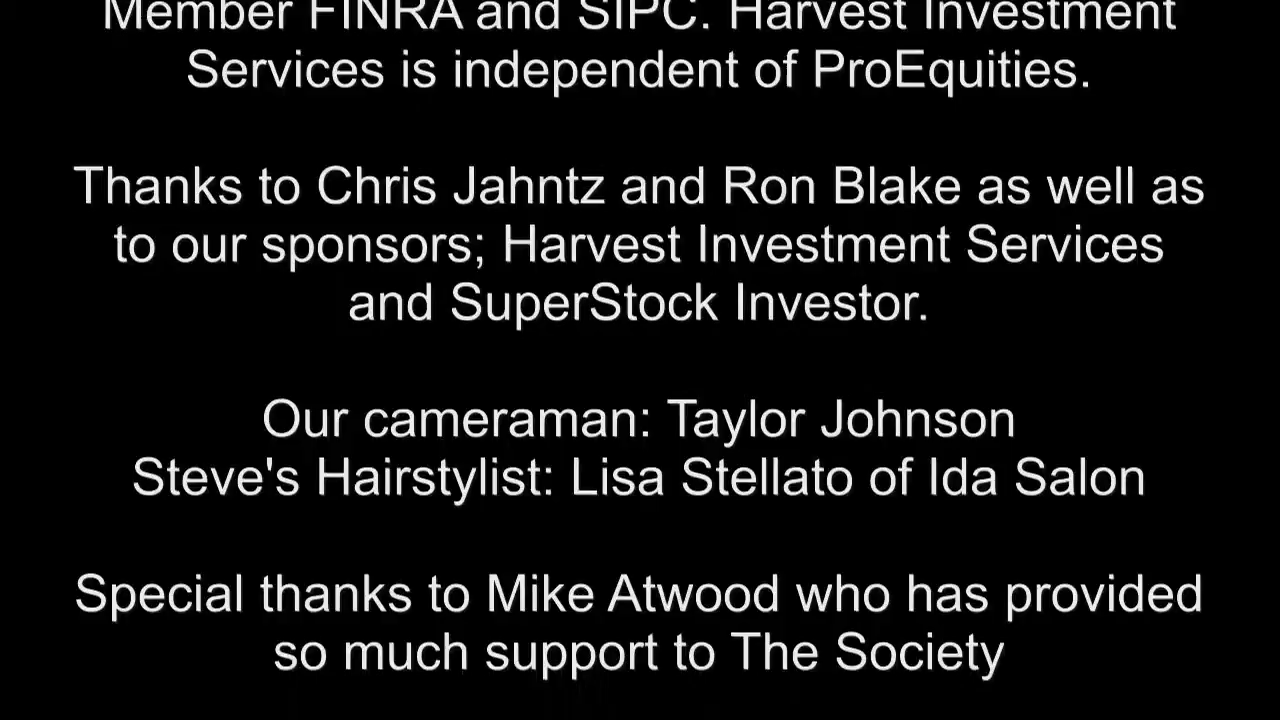 Member FINRA and SIPC. Harvest Investment
Services is independent of ProEquities.
Thanks to Chris Jahntz and Ron Blake as well as
to our sponsors; Harvest Investment Services
and SuperStock Investor.
Our cameraman: Taylor Johnson
Steve's Hairstylist: Lisa Stellato of Ida Salon
Special thanks to Mike Atwood who has provided
so much support to The Society